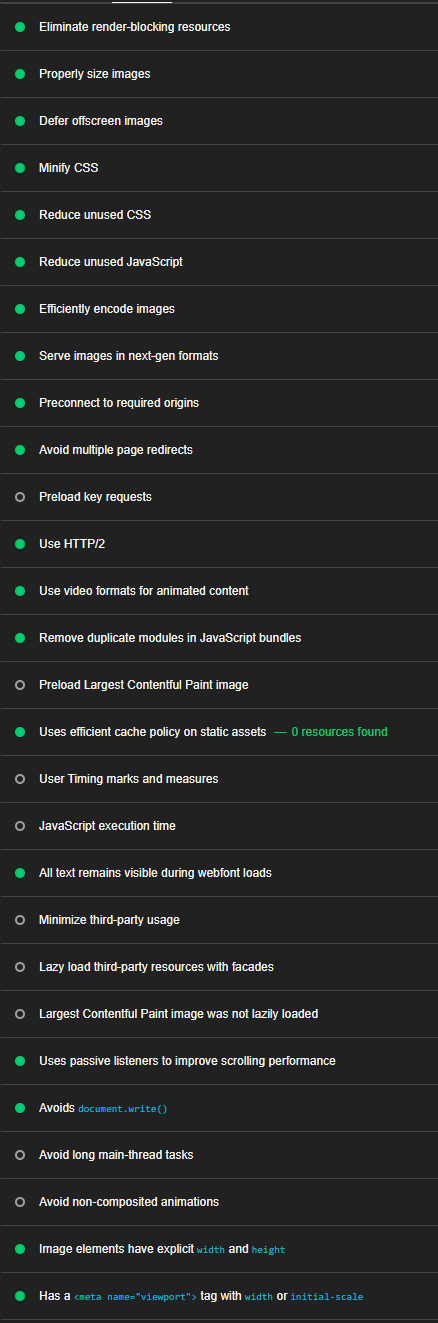 Eliminate render-blocking resources
Properly size images
Defer offscreen images
Minify CSS
Reduce unused CSS
Reduce unused JavaScript
Efficiently encode images
Serve images in next-gen formats
Preconnect to required origins
Avoid multiple page redirects
Preload key requests
Use HTTP/2
Use video formats for animated content
Remove duplicate modules in JavaScript bundles
Preload Largest Contentful Paint image
Uses efficient cache policy on static assets — 0 resources found
User Timing marks and measures
JavaScript execution time
All text remains visible during webfont loads
Minimize third-party usage
Lazy load third-party resources with facades
Largest Contentful Paint image was not lazily loaded
Uses passive listeners to improve scrolling performance
Avoids document.write()
Avoid long main-thread tasks
Avoid non-composited animations
Image elements have explicit width and height
Has a <meta name="viewport"> tag with width or initial-scale